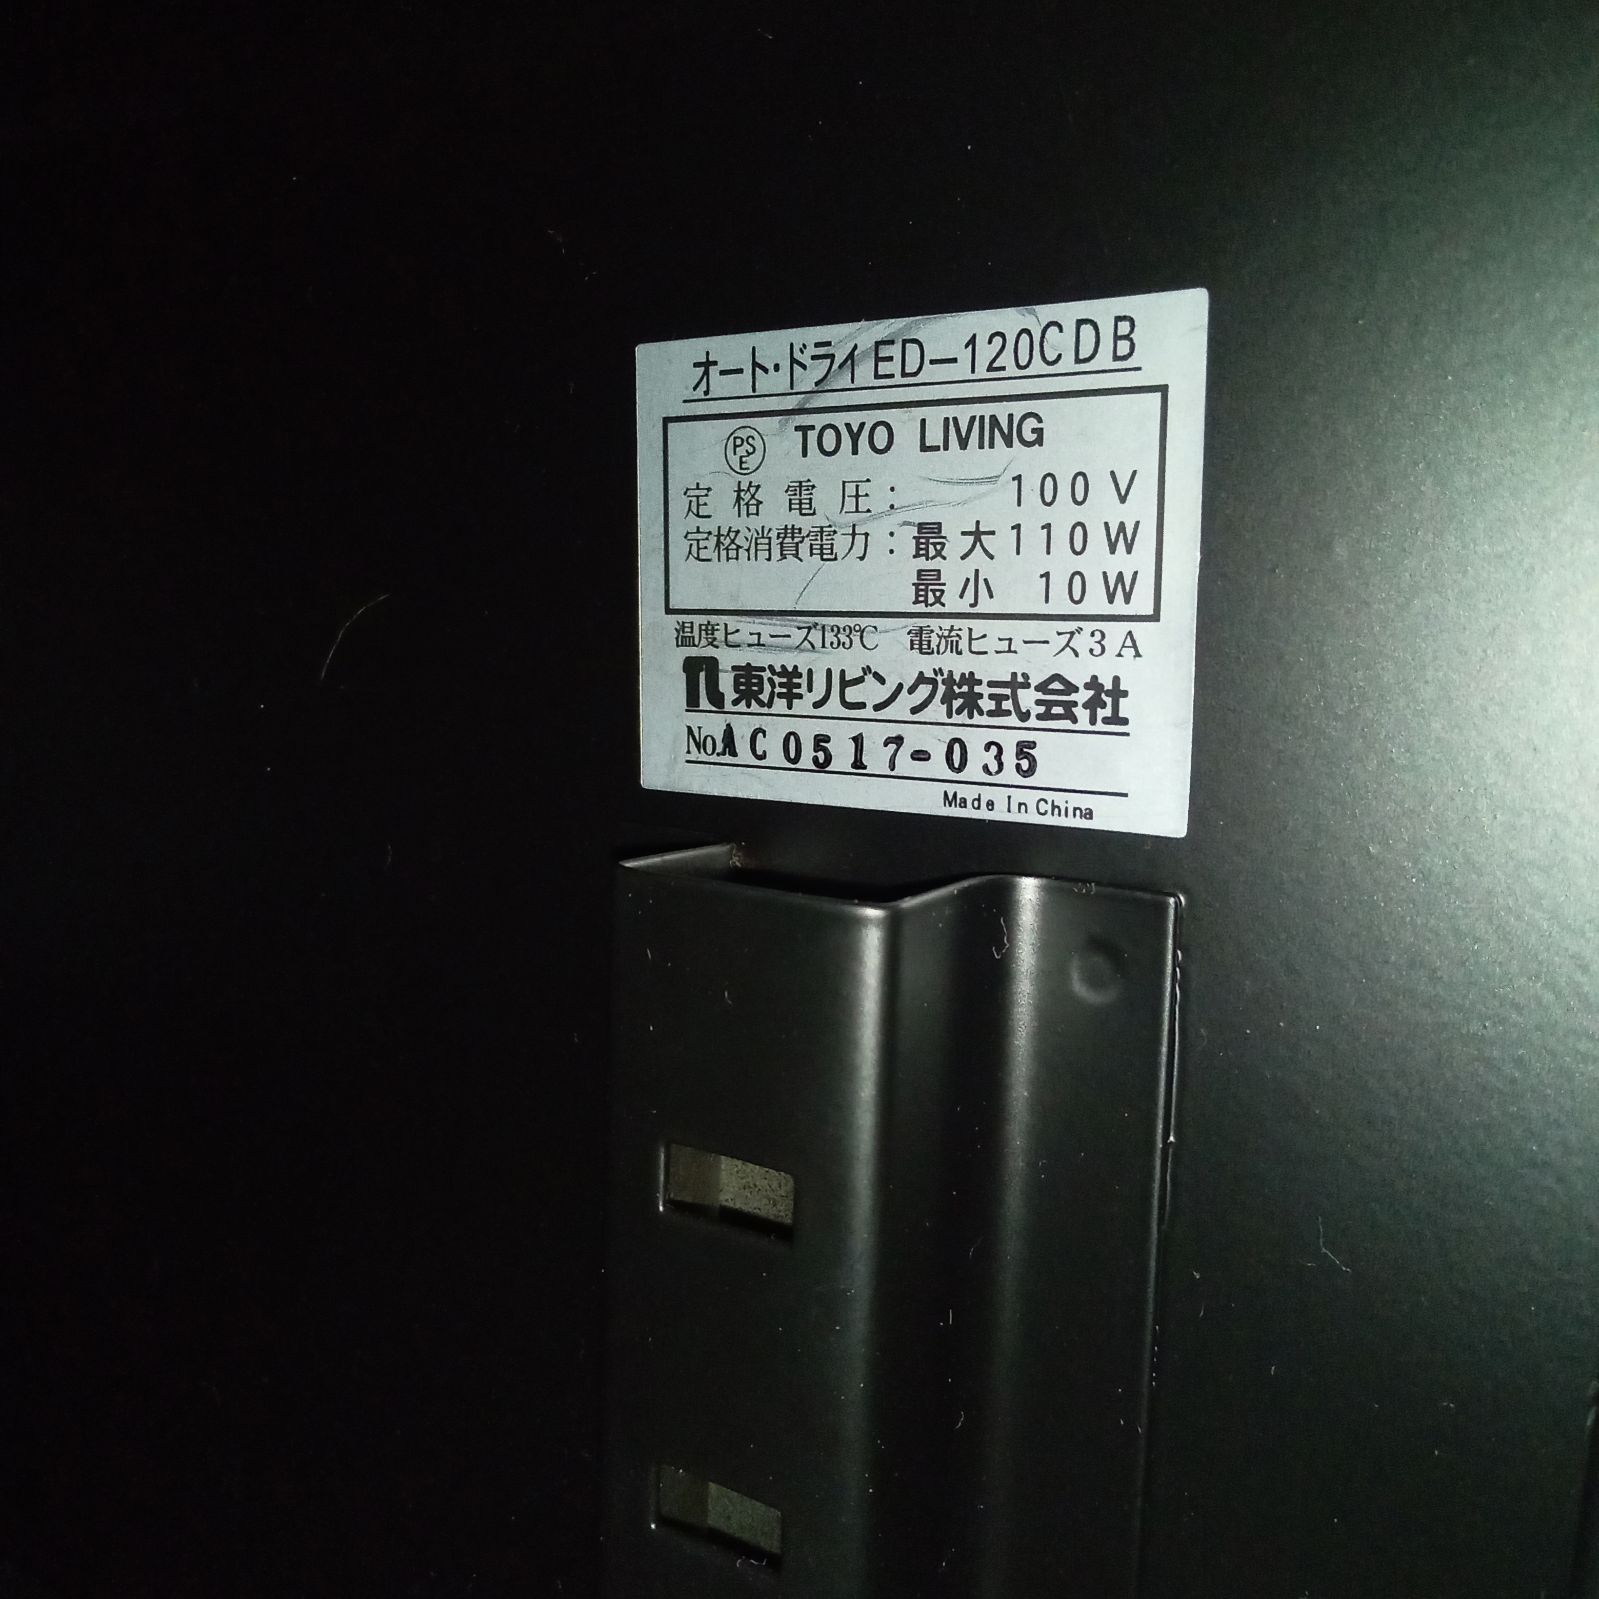 オート・ドライ ED-120CDB
PSE TOYO LIVING
定格電圧: 100V
定格消費電力:最大110W
最小 10W
温度ヒューズ133℃ 電流ヒューズ3A
東洋リビング株式会社
No.AC0517-035
Made In China